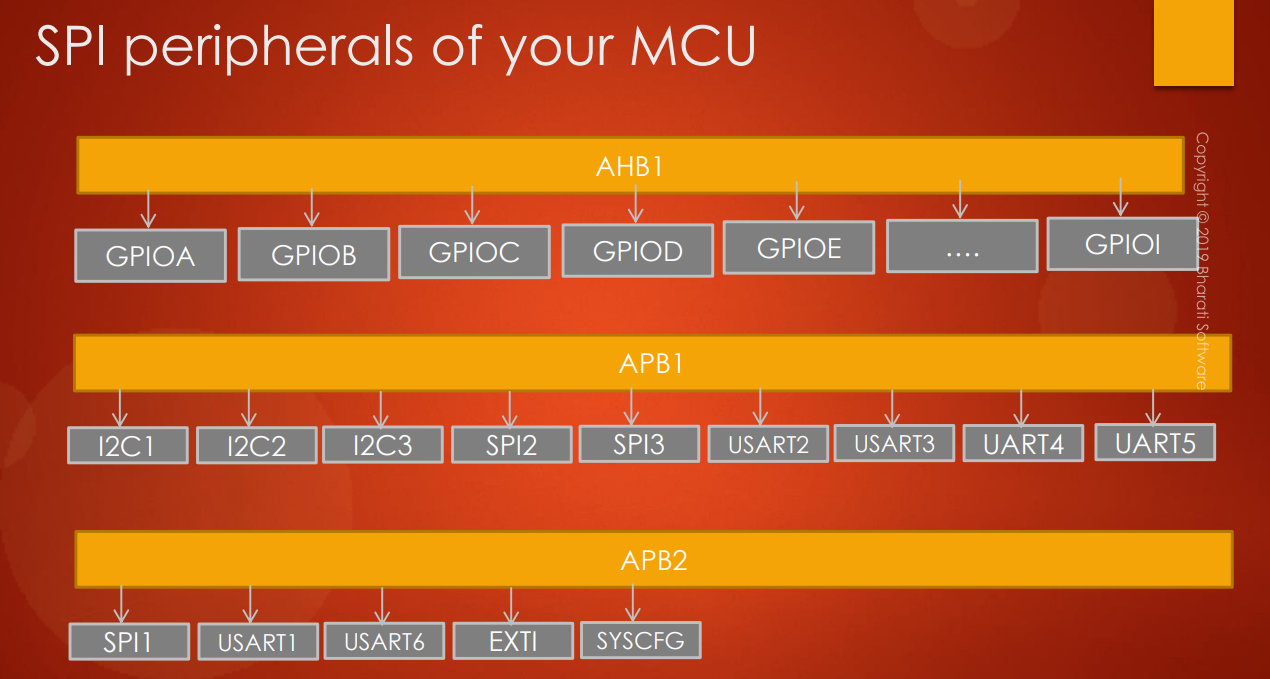 SPI peripherals of your MCU
AHB1
GPIOA
GPIOB
GPIOC
GPIOD
GPIOE
....
GPIOI
Copyright © 2019 Bharati Software
APB1
I2C1
I2C2
I2C3
SPI2
SPI3
USART2
USART3
UART4
UART5
APB2
SPI1
USART1
USART6
EXTI
SYSCFG